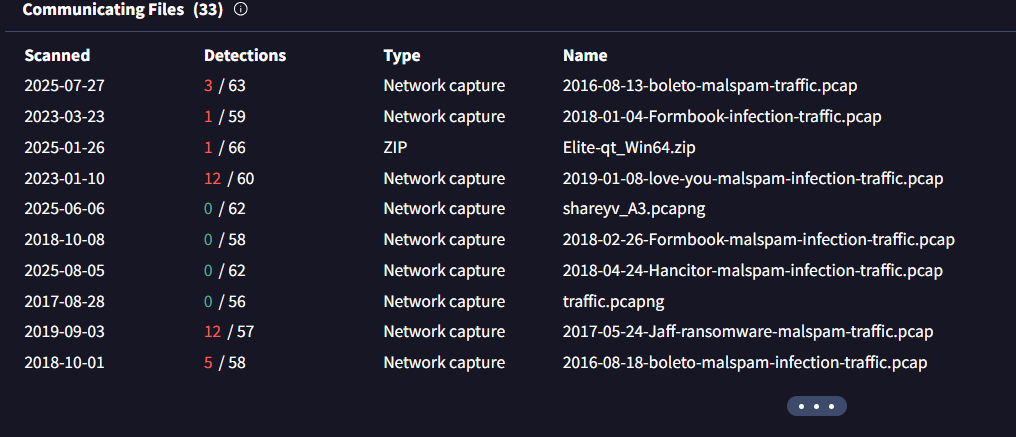 Communicating Files (33)
Scanned Detections Type Name
2025-07-27 3 / 63 Network capture 2016-08-13-boleto-malspam-traffic.pcap
2023-03-23 1 / 59 Network capture 2018-01-04-Formbook-infection-traffic.pcap
2025-01-26 1 / 66 ZIP Elite-qt_Win64.zip
2023-01-10 12 / 60 Network capture 2019-01-08-love-you-malspam-infection-traffic.pcap
2025-06-06 0 / 62 Network capture shareyv_A3.pcapng
2018-10-08 0 / 58 Network capture 2018-02-26-Formbook-malspam-infection-traffic.pcap
2025-08-05 0 / 62 Network capture 2018-04-24-Hancitor-malspam-infection-traffic.pcap
2017-08-28 0 / 56 Network capture traffic.pcapng
2019-09-03 12 / 57 Network capture 2017-05-24-Jaff-ransomware-malspam-traffic.pcap
2018-10-01 5 / 58 Network capture 2016-08-18-boleto-malspam-infection-traffic.pcap